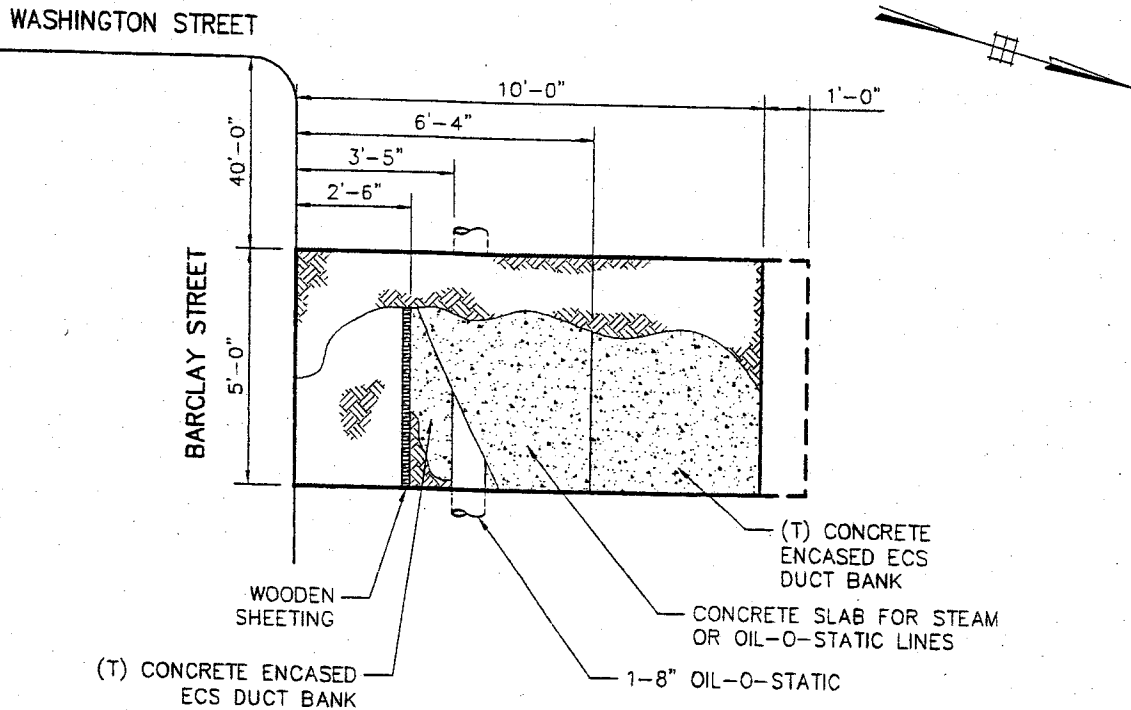 WASHINGTON STREET
10'-0"
1'-0"
6'-4"
3'-5"
2'-6"
40'-0"
BARCLAY STREET
5'-0"
(T) CONCRETE
ENCASED ECS
DUCT BANK
WOODEN
SHEETING
CONCRETE SLAB FOR STEAM
OR OIL-O-STATIC LINES
(T) CONCRETE ENCASED
ECS DUCT BANK
1-8" OIL-O-STATIC